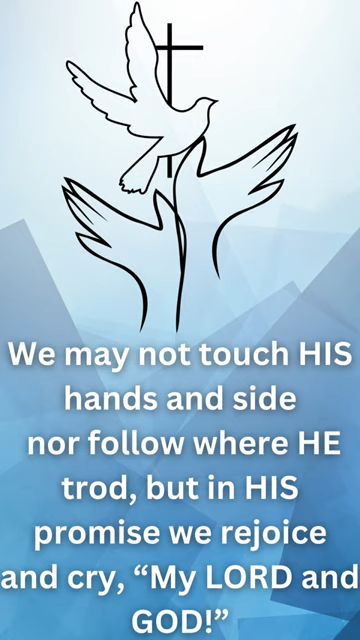 We may not touch HIS
hands and side
nor follow where HE
trod, but in HIS
promise we rejoice
and cry, “My LORD and
GOD!”